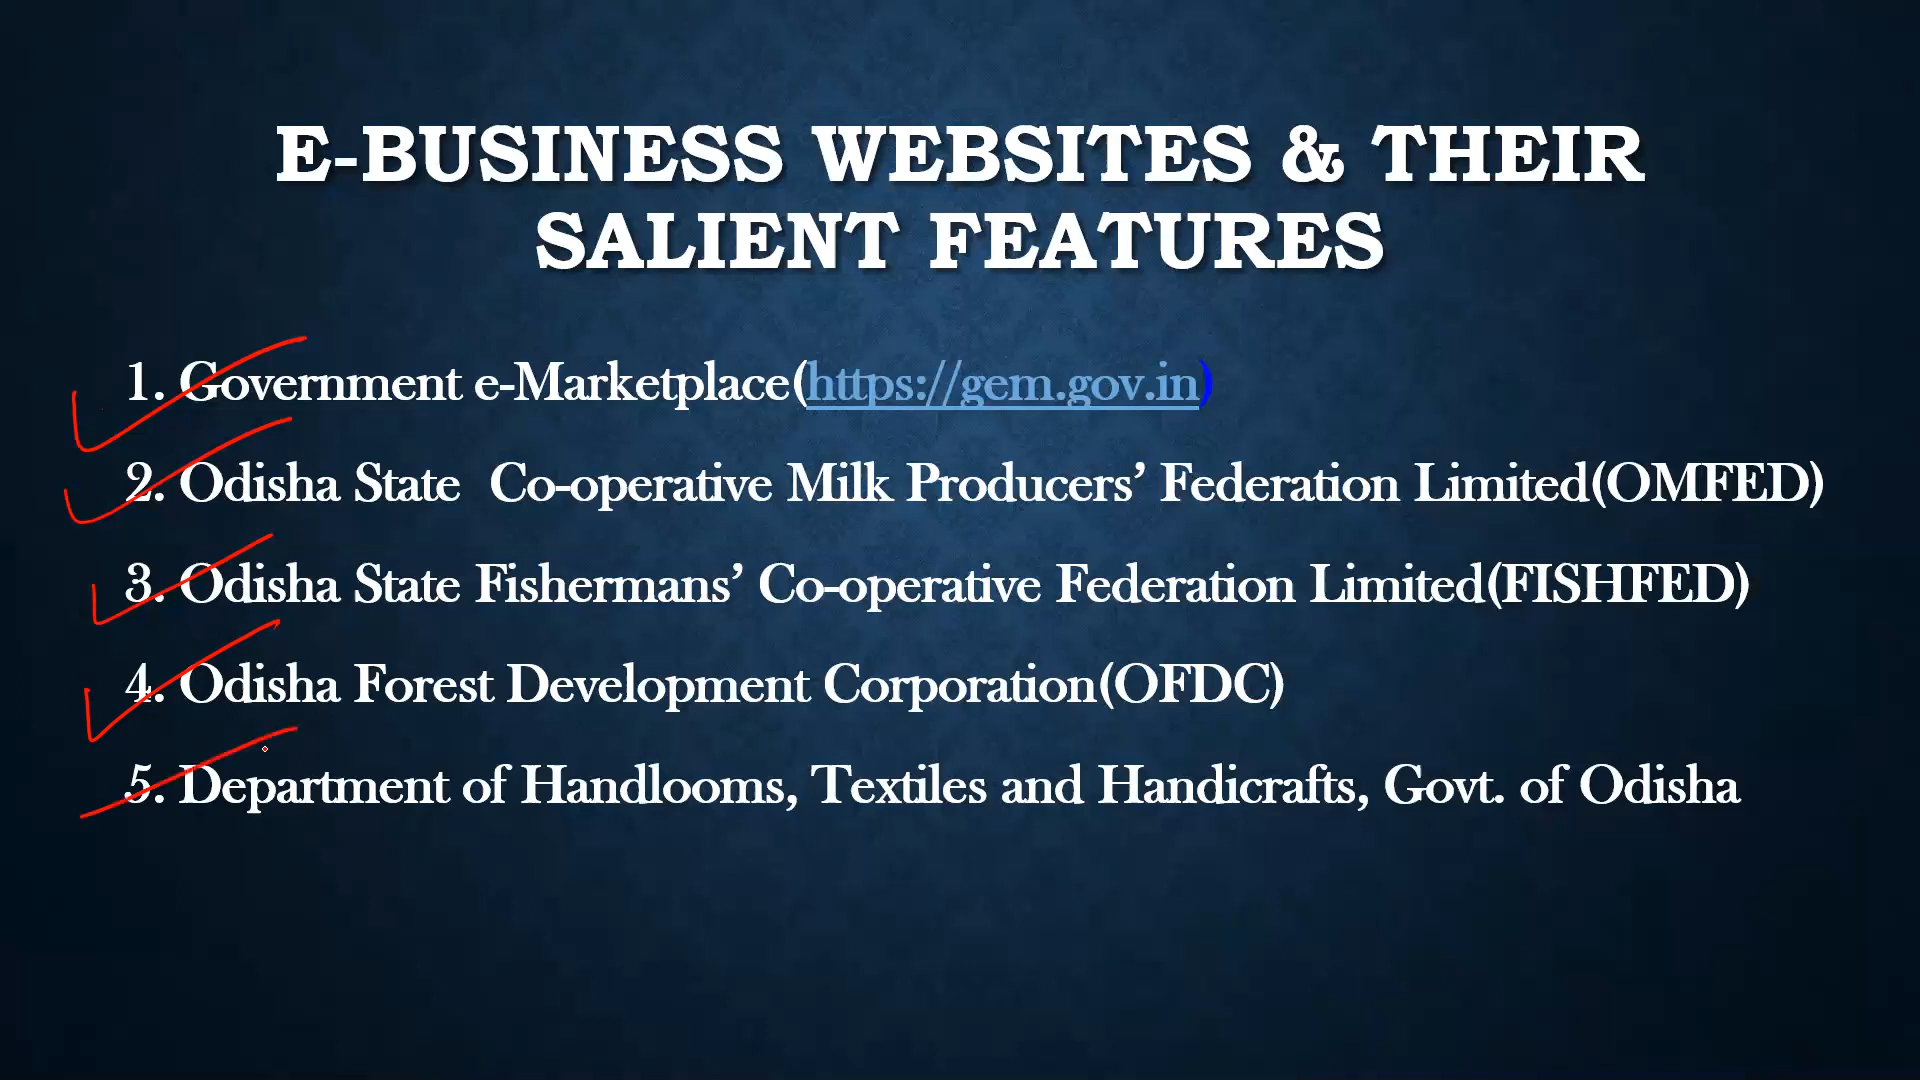 E-BUSINESS WEBSITES & THEIR
SALIENT FEATURES
1. Government e-Marketplace(https://gem.gov.in)
2. Odisha State Co-operative Milk Producers’ Federation Limited(OMFED)
3. Odisha State Fishermans’ Co-operative Federation Limited(FISHFED)
4. Odisha Forest Development Corporation(OFDC)
5. Department of Handlooms, Textiles and Handicrafts, Govt. of Odisha